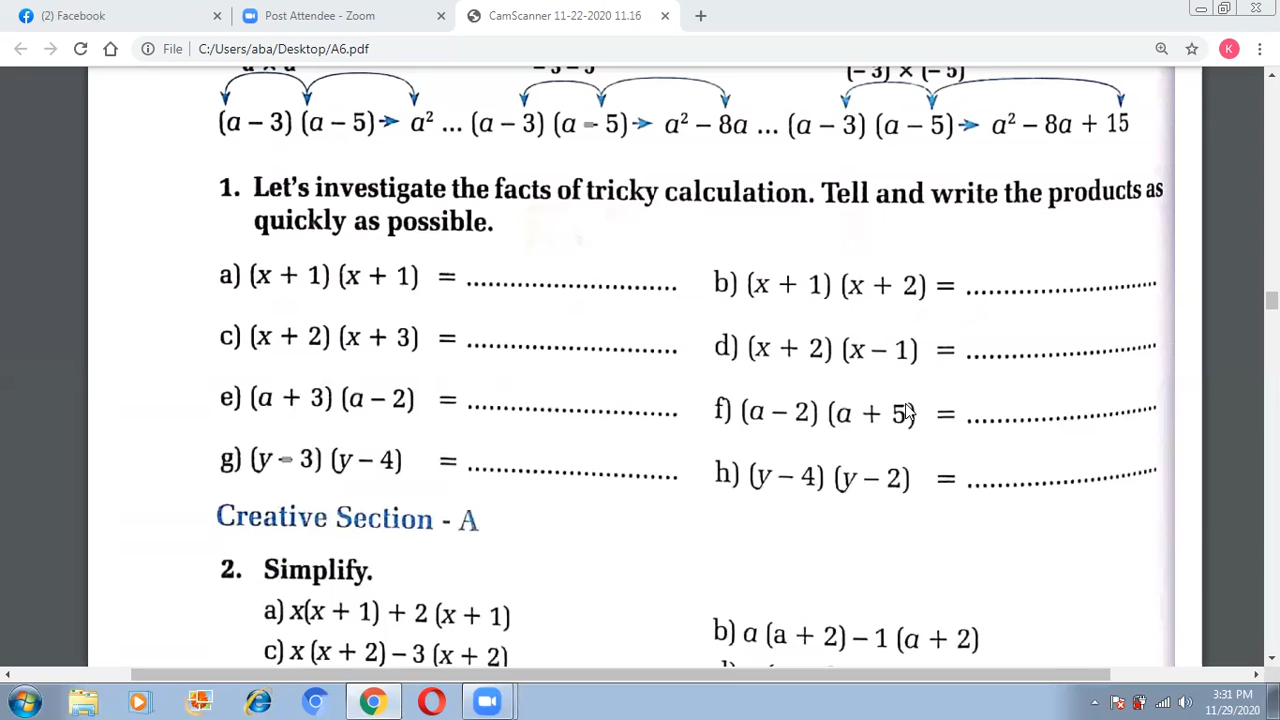 (2) Facebook
Post Attendee - Zoom
CamScanner 11-22-2020 11.16
File C:/Users/aba/Desktop/A6.pdf
K
(– 3) × (– 5)
(a – 3) (a – 5) a² ... (a – 3) (a – 5) a² – 8a ... (a – 3) (a – 5) a² – 8a + 15
1. Let's investigate the facts of tricky calculation. Tell and write the products as
quickly as possible.
a) (x + 1) (x + 1) = ..............................
b) (x + 1) (x + 2) = ..............................
c) (x + 2) (x + 3) = ..............................
d) (x + 2) (x – 1) = ..............................
e) (a + 3) (a – 2) = ..............................
f) (a – 2) (a + 5) = ..............................
g) (y – 3) (y – 4) = ..............................
h) (y – 4) (y – 2) = ..............................
Creative Section - A
2. Simplify.
a) x(x + 1) + 2 (x + 1)
b) a (a + 2) – 1 (a + 2)
c) x (x + 2) – 3 (x + 2)
3:31 PM
11/29/2020